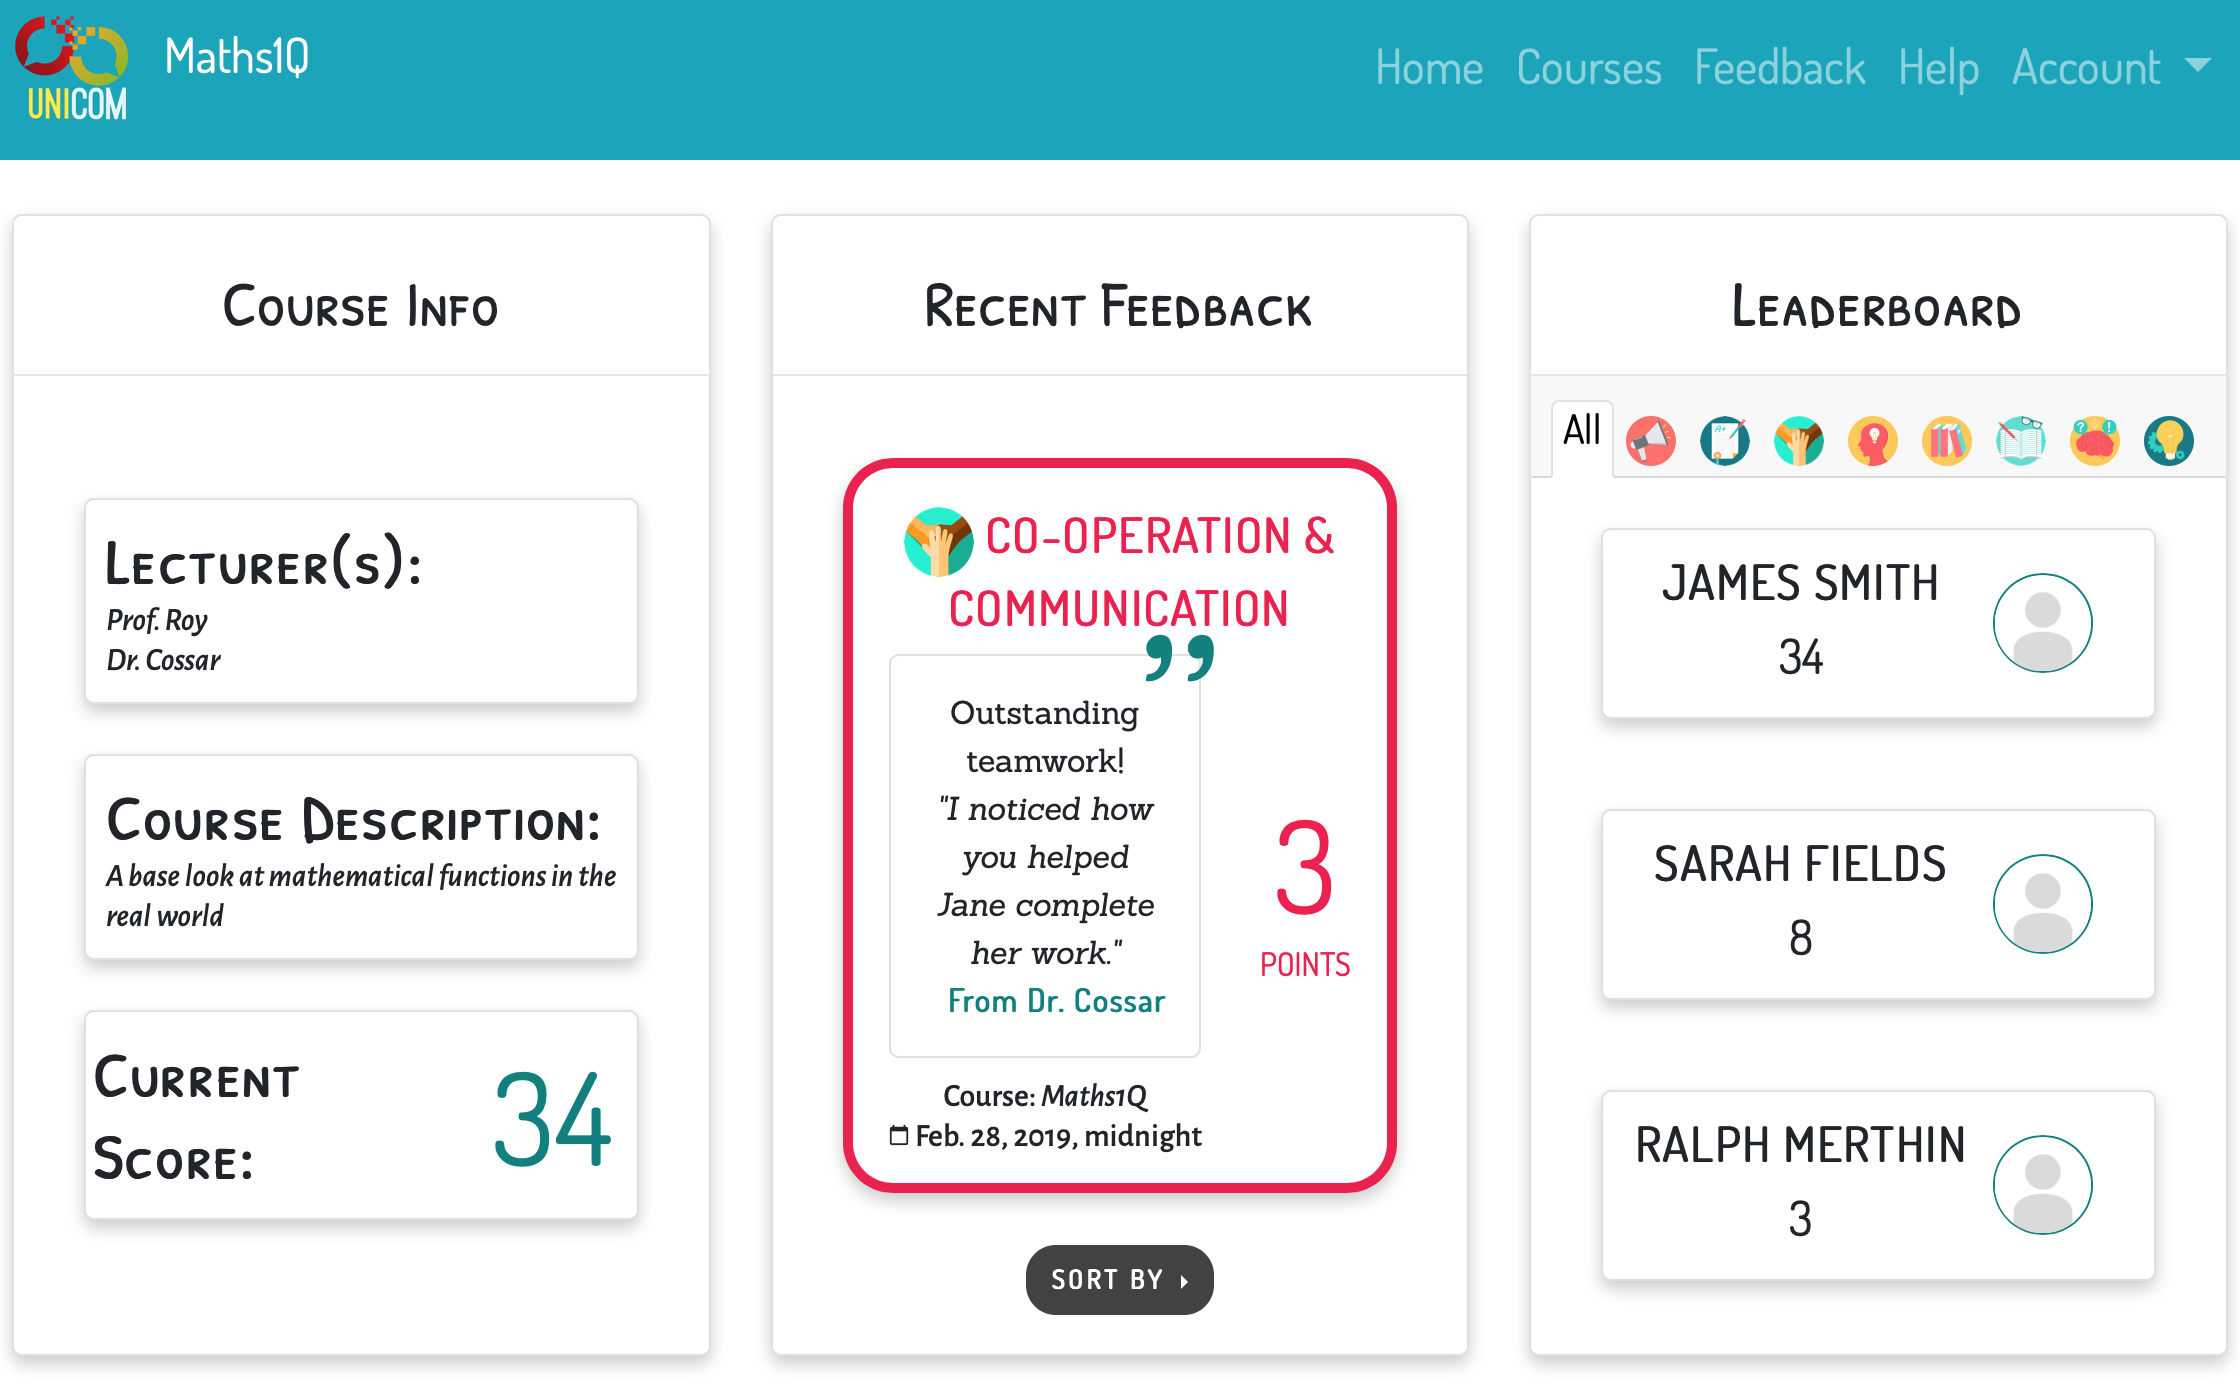 UNICOM
Maths1Q
Home Courses Feedback Help Account
Course Info
Lecturer(s):
Prof. Roy
Dr. Cossar
Course Description:
A base look at mathematical functions in the
real world
Current
Score:
34
Recent Feedback
CO-OPERATION &
COMMUNICATION
”
Outstanding
teamwork!
"I noticed how
you helped
Jane complete
her work."
From Dr. Cossar
3
POINTS
Course: Maths1Q
Feb. 28, 2019, midnight
SORT BY
Leaderboard
All
JAMES SMITH
34
SARAH FIELDS
8
RALPH MERTHIN
3